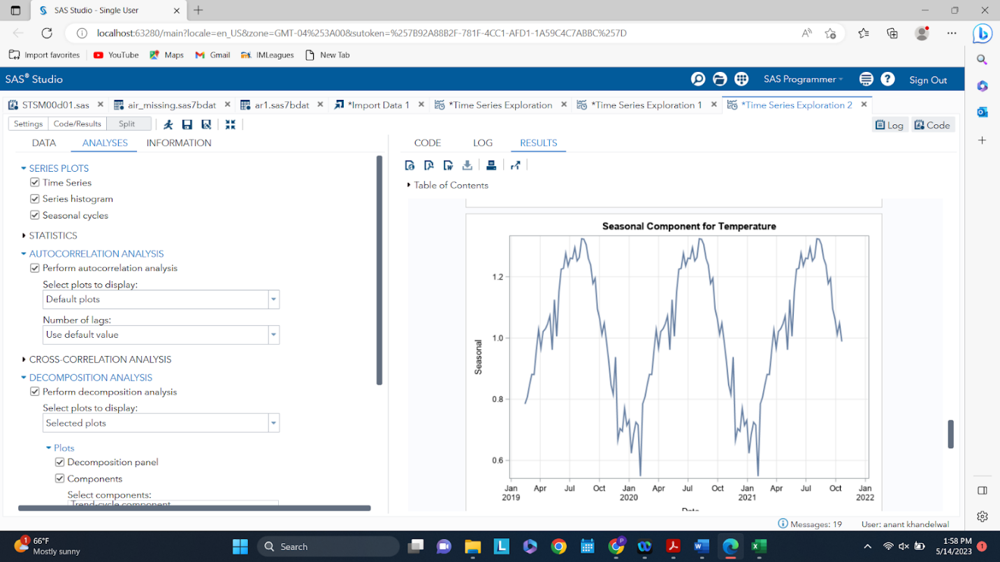 SAS Studio - Single User
localhost:63280/main?locale=en_US&zone=GMT-04%253A00&sutoken=%257B92A88B2F-781F-4CC1-AFD1-1A59C4C7ABBC%257D
Import favorites YouTube Maps Gmail IMLeagues New Tab
SAS® Studio SAS Programmer Sign Out
STSM00d01.sas air_missing.sas7bdat ar1.sas7bdat *Import Data 1 *Time Series Exploration *Time Series Exploration 1 *Time Series Exploration 2
Settings Code/Results Split Log Code
DATA ANALYSES INFORMATION
SERIES PLOTS
Time Series
Series histogram
Seasonal cycles
STATISTICS
AUTOCORRELATION ANALYSIS
Perform autocorrelation analysis
Select plots to display:
Default plots
Number of lags:
Use default value
CROSS-CORRELATION ANALYSIS
DECOMPOSITION ANALYSIS
Perform decomposition analysis
Select plots to display:
Selected plots
Plots
Decomposition panel
Components
Select components:
Trend-cycle component
CODE LOG RESULTS
Table of Contents
Seasonal Component for Temperature
Seasonal
1.2
1.0
0.8
0.6
Jan Apr Jul Oct Jan Apr Jul Oct Jan Apr Jul Oct Jan
2019 2020 2021 2022
Date
Messages: 19 User: anant khandelwal
1 66°F
Mostly sunny
Search
P
1:58 PM
5/14/2023
1